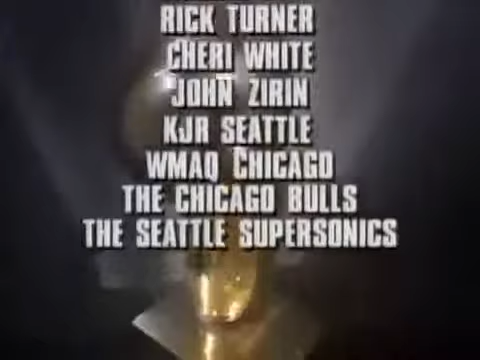 RICK TURNER
CHERI WHITE
JOHN ZIRIN
KJR SEATTLE
WMAQ CHICAGO
THE CHICAGO BULLS
THE SEATTLE SUPERSONICS